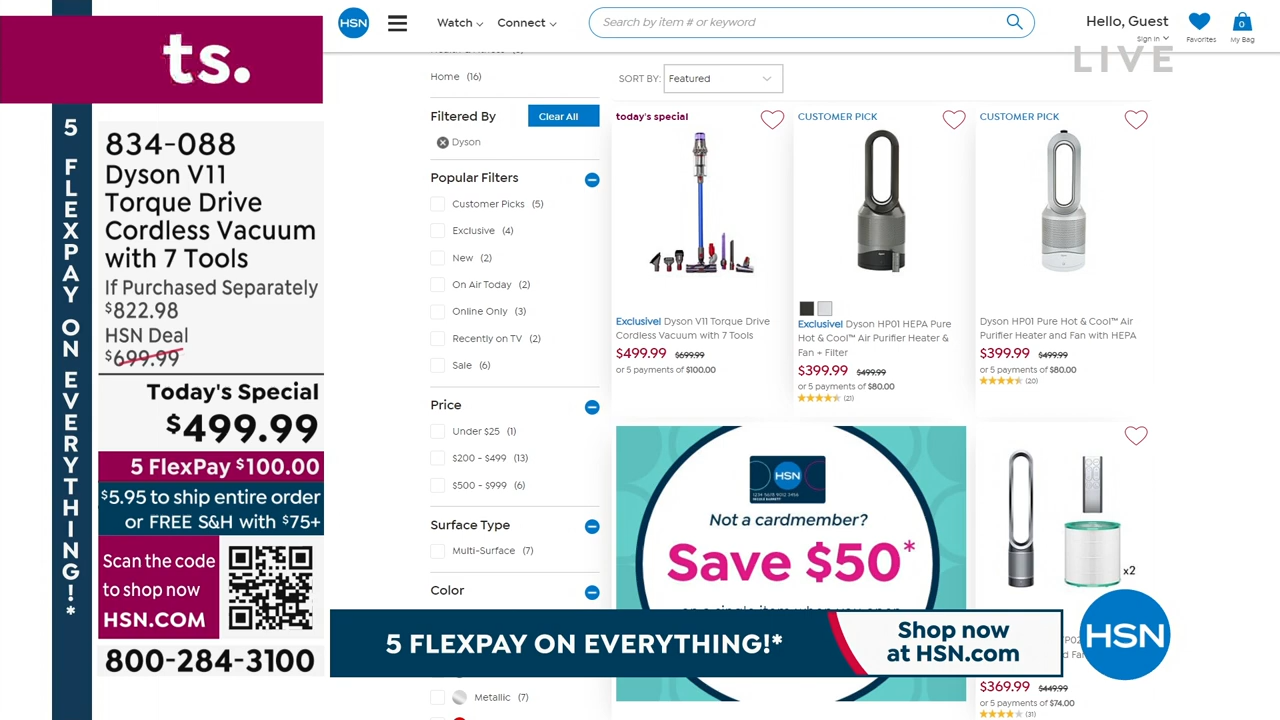 ts.
5 FLEXPAY ON EVERYTHING!*
834-088
Dyson V11
Torque Drive
Cordless Vacuum
with 7 Tools
If Purchased Separately
$822.98
HSN Deal
$699.99
Today's Special
$499.99
5 FlexPay $100.00
$5.95 to ship entire order
or FREE S&H with $75+
Scan the code
to shop now
HSN.COM
800-284-3100
HSN
Watch
Connect
Search by item # or keyword
Hello, Guest
Sign In
Favorites
0
My Bag
LIVE
Home (16)
SORT BY: Featured
Filtered By
Clear All
Dyson
Popular Filters
Customer Picks (5)
Exclusive (4)
New (2)
On Air Today (2)
Online Only (3)
Recently on TV (2)
Sale (6)
Price
Under $25 (1)
$200 - $499 (13)
$500 - $999 (6)
Surface Type
Multi-Surface (7)
Color
Metallic (7)
today's special
Exclusive! Dyson V11 Torque Drive
Cordless Vacuum with 7 Tools
$499.99 $699.99
or 5 payments of $100.00
CUSTOMER PICK
Exclusive! Dyson HP01 HEPA Pure
Hot & Cool™ Air Purifier Heater &
Fan + Filter
$399.99 $499.99
or 5 payments of $80.00
(21)
CUSTOMER PICK
Dyson HP01 Pure Hot & Cool™ Air
Purifier Heater and Fan with HEPA
$399.99 $499.99
or 5 payments of $80.00
(20)
HSN
Not a cardmember?
Save $50*
on a single item when you open
x2
$369.99 $449.99
or 5 payments of $74.00
(31)
5 FLEXPAY ON EVERYTHING!*
Shop now
at HSN.com
HSN